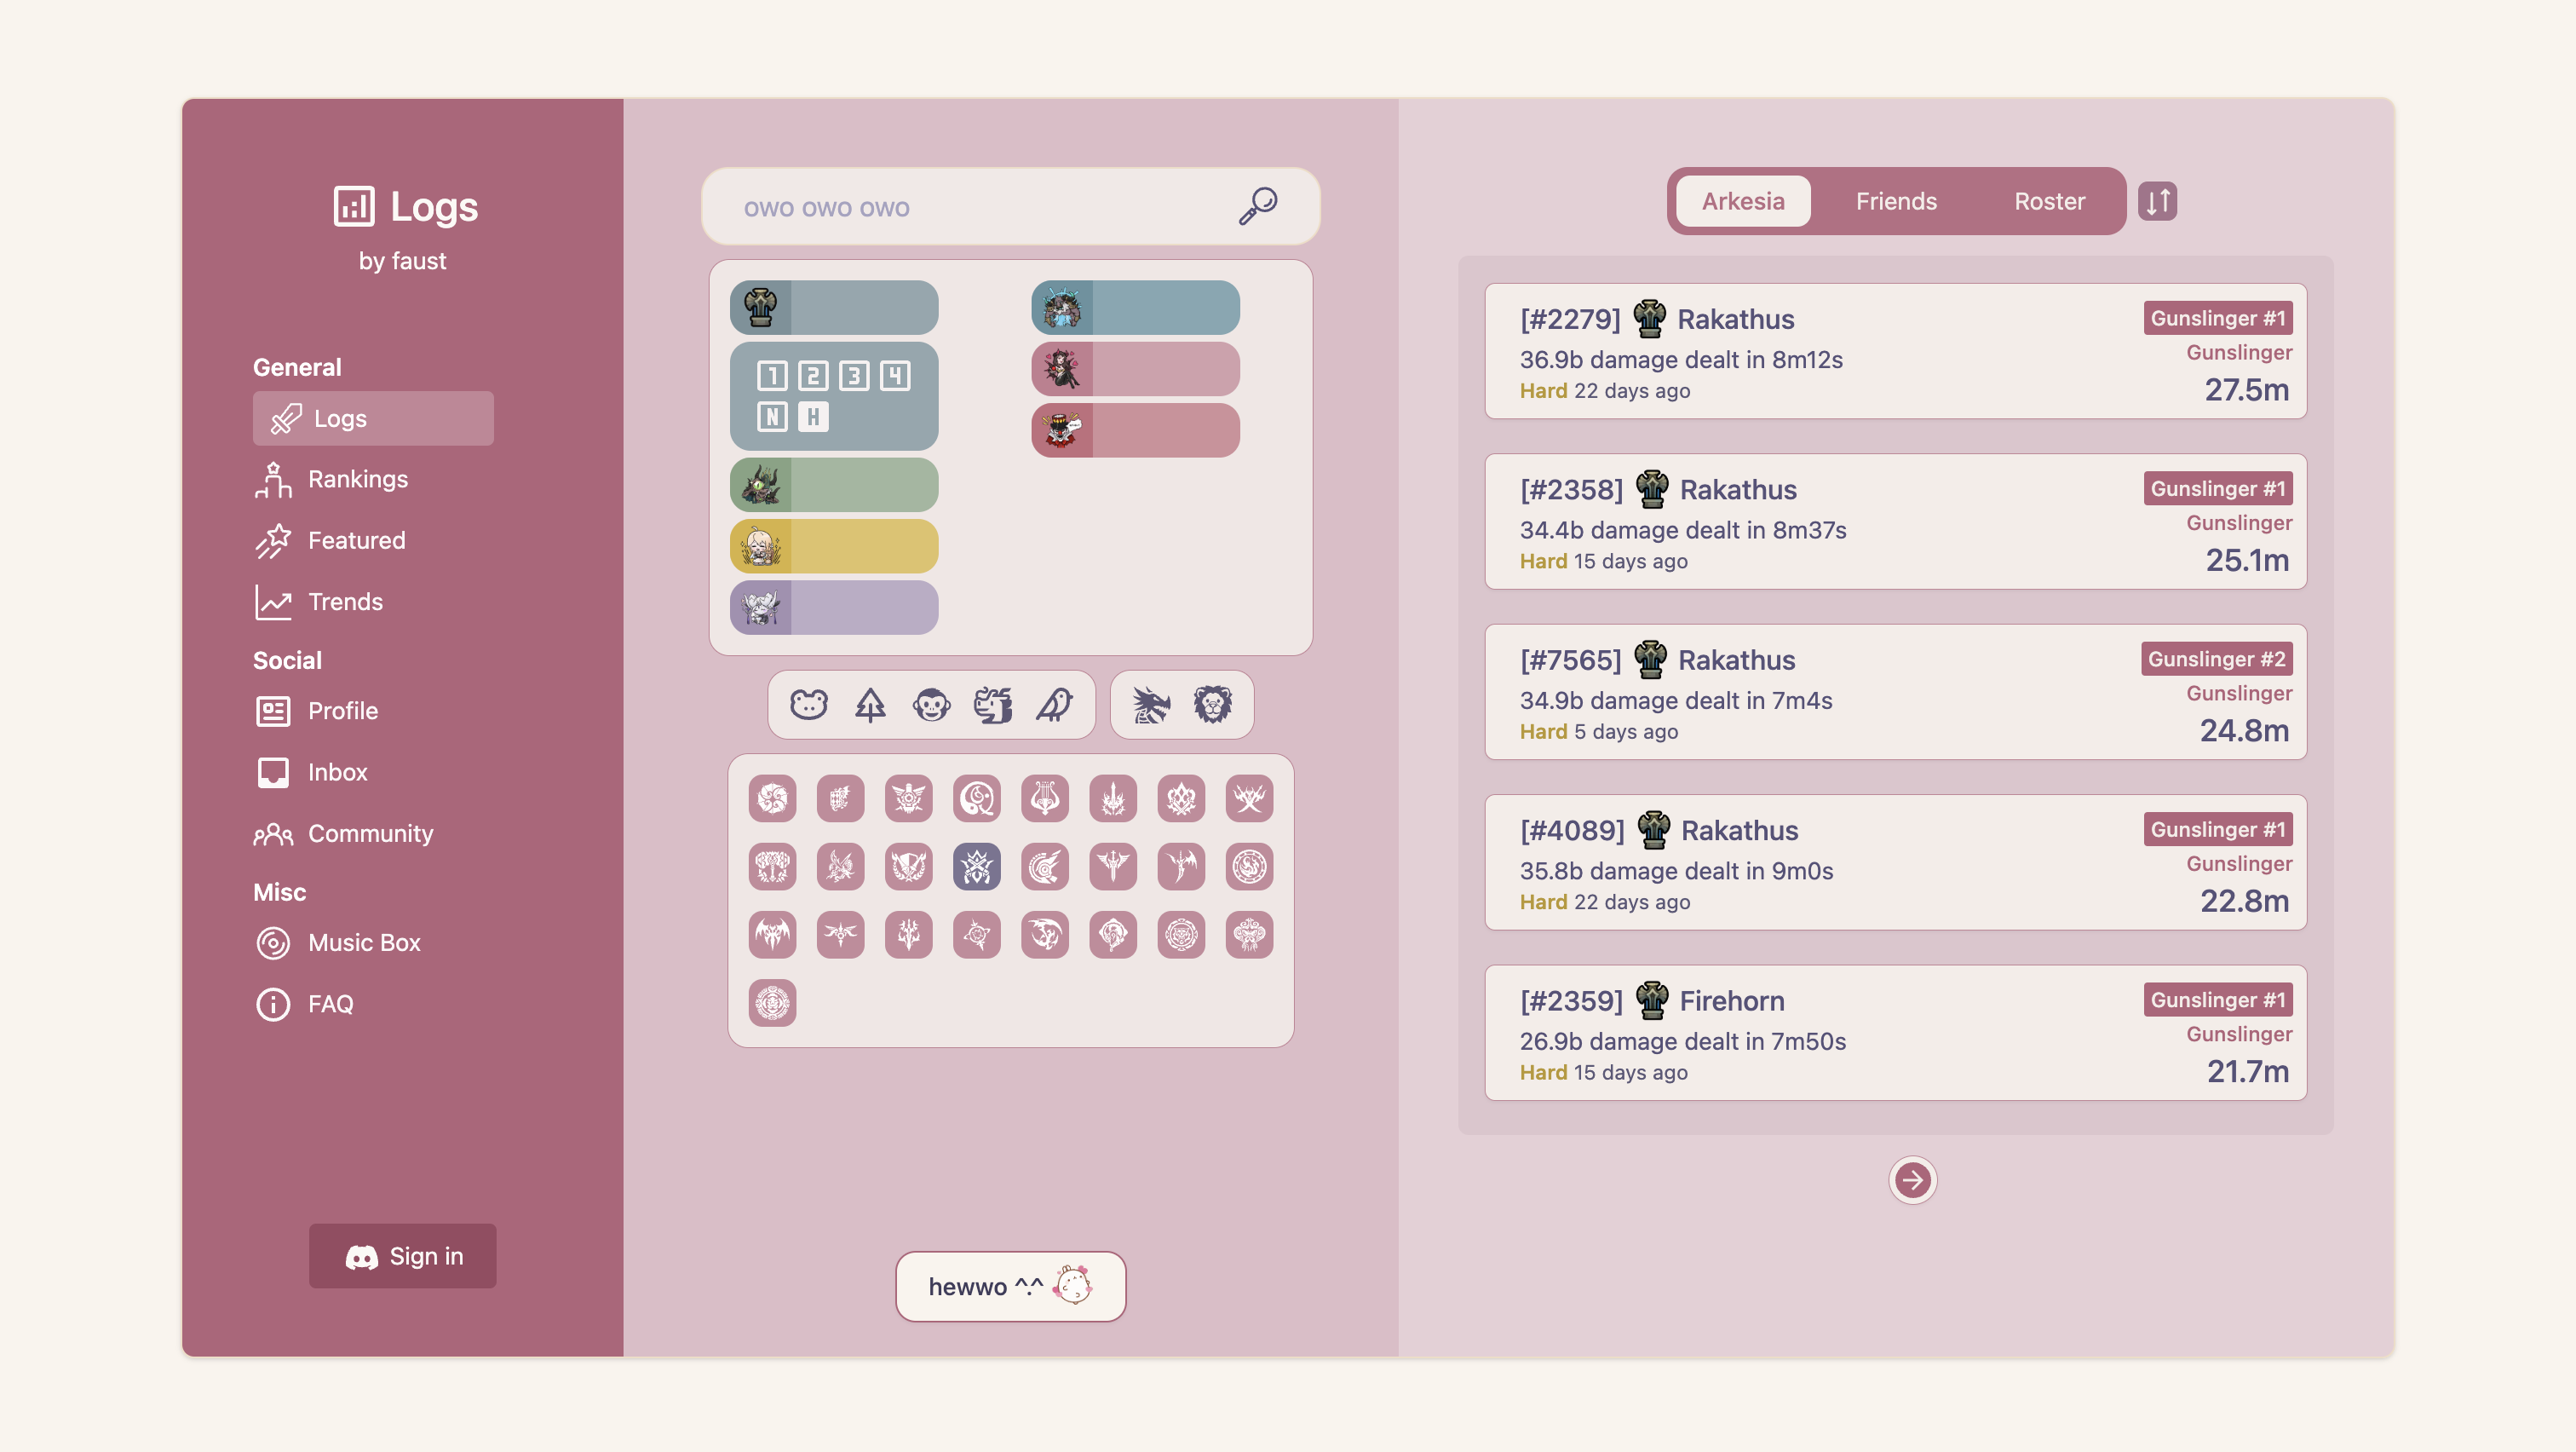 Logs
by faust
General
Logs
Rankings
Featured
Trends
Social
Profile
Inbox
Community
Misc
Music Box
FAQ
Sign in
owo owo owo
1 2 3 4
N H
hewwo ^.^
Arkesia Friends Roster
[#2279] Rakathus Gunslinger #1
36.9b damage dealt in 8m12s Gunslinger
Hard 22 days ago 27.5m
[#2358] Rakathus Gunslinger #1
34.4b damage dealt in 8m37s Gunslinger
Hard 15 days ago 25.1m
[#7565] Rakathus Gunslinger #2
34.9b damage dealt in 7m4s Gunslinger
Hard 5 days ago 24.8m
[#4089] Rakathus Gunslinger #1
35.8b damage dealt in 9m0s Gunslinger
Hard 22 days ago 22.8m
[#2359] Firehorn Gunslinger #1
26.9b damage dealt in 7m50s Gunslinger
Hard 15 days ago 21.7m